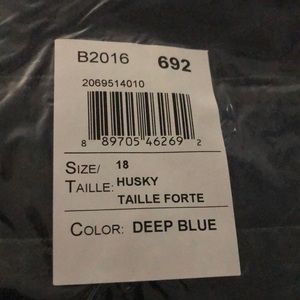 B2016 692
2069514010
8 89705 46269 2
SIZE/ 18
TAILLE: HUSKY
TAILLE FORTE
COLOR: DEEP BLUE